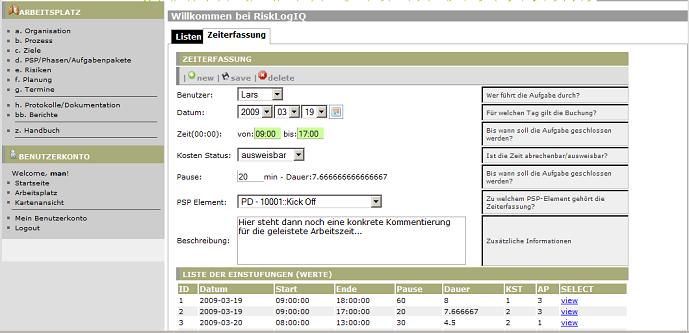 ARBEITSPLATZ
a. Organisation
b. Prozess
c. Ziele
d. PSP/Phasen/Aufgabenpakete
e. Risiken
f. Planung
g. Termine
h. Protokolle/Dokumentation
bb. Berichte
z. Handbuch
BENUTZERKONTO
Welcome, man!
Startseite
Arbeitsplatz
Kartenansicht
Mein Benutzerkonto
Logout
Willkommen bei RiskLogIQ
Listen Zeiterfassung
ZEITERFASSUNG
| new | save | delete
Benutzer: Lars Wer führt die Aufgabe durch?
Datum: 2009 03 19 Für welchen Tag gilt die Buchung?
Zeit(00:00): von: 09:00 bis: 17:00 Bis wann soll die Aufgabe geschlossen
werden?
Kosten Status: ausweisbar Ist die Zeit abrechenbar/ausweisbar?
Pause: 20 min - Dauer:7.666666666666667 Bis wann soll die Aufgabe geschlossen
werden?
PSP Element: PD - 10001::Kick Off Zu welchem PSP-Element gehört die
Zeiterfassung?
Beschreibung: Hier steht dann noch eine konkrete Kommentierung
für die geleistete Arbeitszeit...
Zusätzliche Informationen
LISTE DER EINSTUFUNGEN (WERTE)
ID Datum Start Ende Pause Dauer KST AP SELECT
1 2009-03-19 09:00:00 18:00:00 60 8 1 3 view
2 2009-03-19 09:00:00 17:00:00 20 7.666667 2 3 view
3 2009-03-20 08:00:00 13:00:00 30 4.5 2 1 view